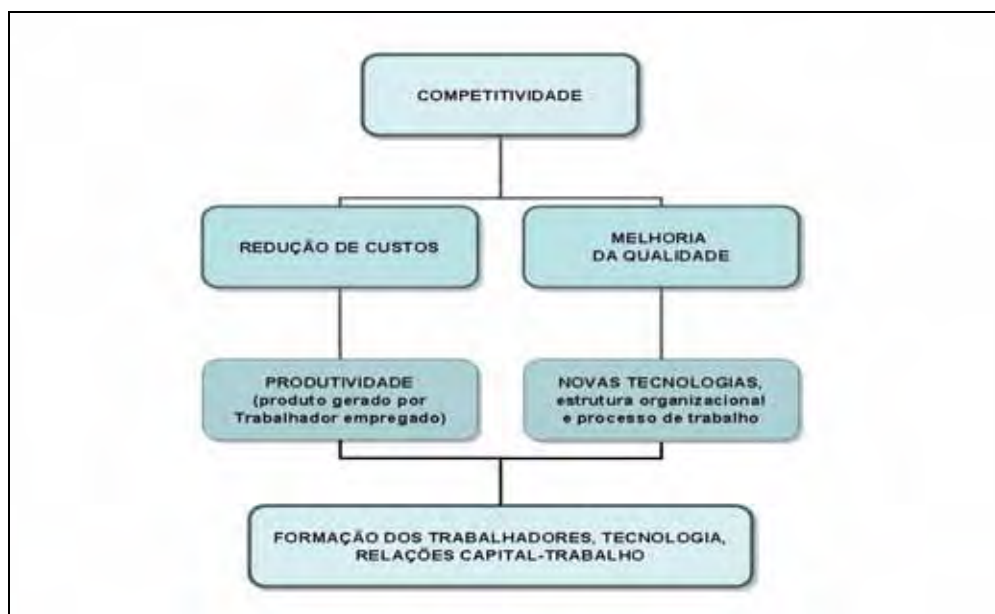 COMPETITIVIDADE
REDUÇÃO DE CUSTOS
MELHORIA
DA QUALIDADE
PRODUTIVIDADE
(produto gerado por
Trabalhador empregado)
NOVAS TECNOLOGIAS,
estrutura organizacional
e processo de trabalho
FORMAÇÃO DOS TRABALHADORES, TECNOLOGIA,
RELAÇÕES CAPITAL-TRABALHO